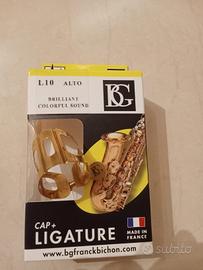 L10 ALTO
BRILLIANT
COLORFUL SOUND
BG
CAP+
LIGATURE
MADE IN
FRANCE
www.bgfranckbichon.com
subito